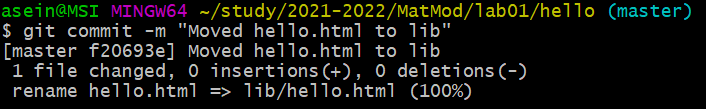 asein@MSI MINGW64 ~/study/2021-2022/MatMod/lab01/hello (master)
$ git commit -m "Moved hello.html to lib"
[master f20693e] Moved hello.html to lib
 1 file changed, 0 insertions(+), 0 deletions(-)
 rename hello.html => lib/hello.html (100%)